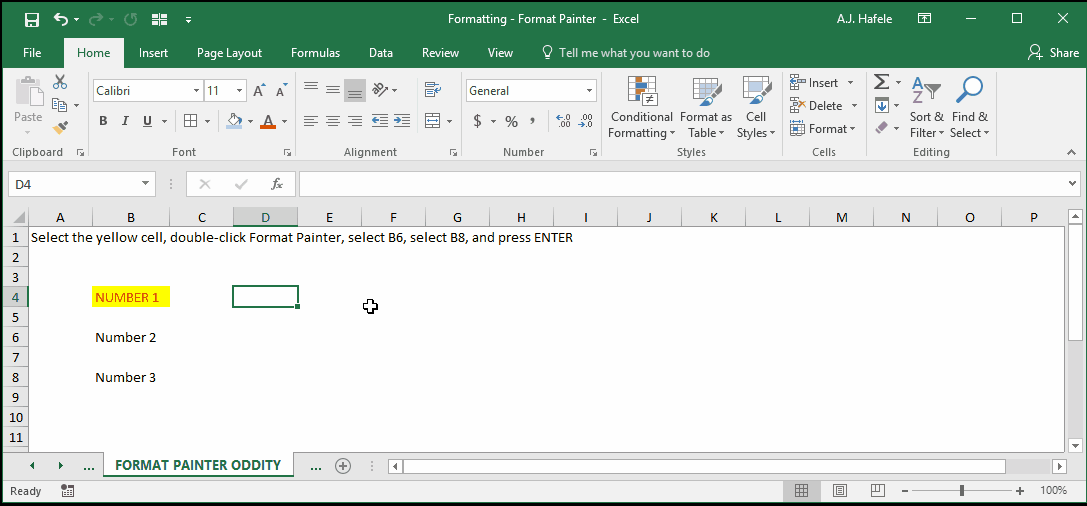 Formatting - Format Painter - Excel
A.J. Hafele
File Home Insert Page Layout Formulas Data Review View Tell me what you want to do Share
Paste
Calibri 11
General
Conditional Formatting
Format as Table
Cell Styles
Insert
Delete
Format
Sort & Filter
Find & Select
B I U A $ % ,
Clipboard Font Alignment Number Styles Cells Editing
D4 fx
A B C D E F G H I J K L M N O P
1 Select the yellow cell, double-click Format Painter, select B6, select B8, and press ENTER
2
3
4 NUMBER 1
5
6 Number 2
7
8 Number 3
9
10
11
... FORMAT PAINTER ODDITY ...
Ready 100%